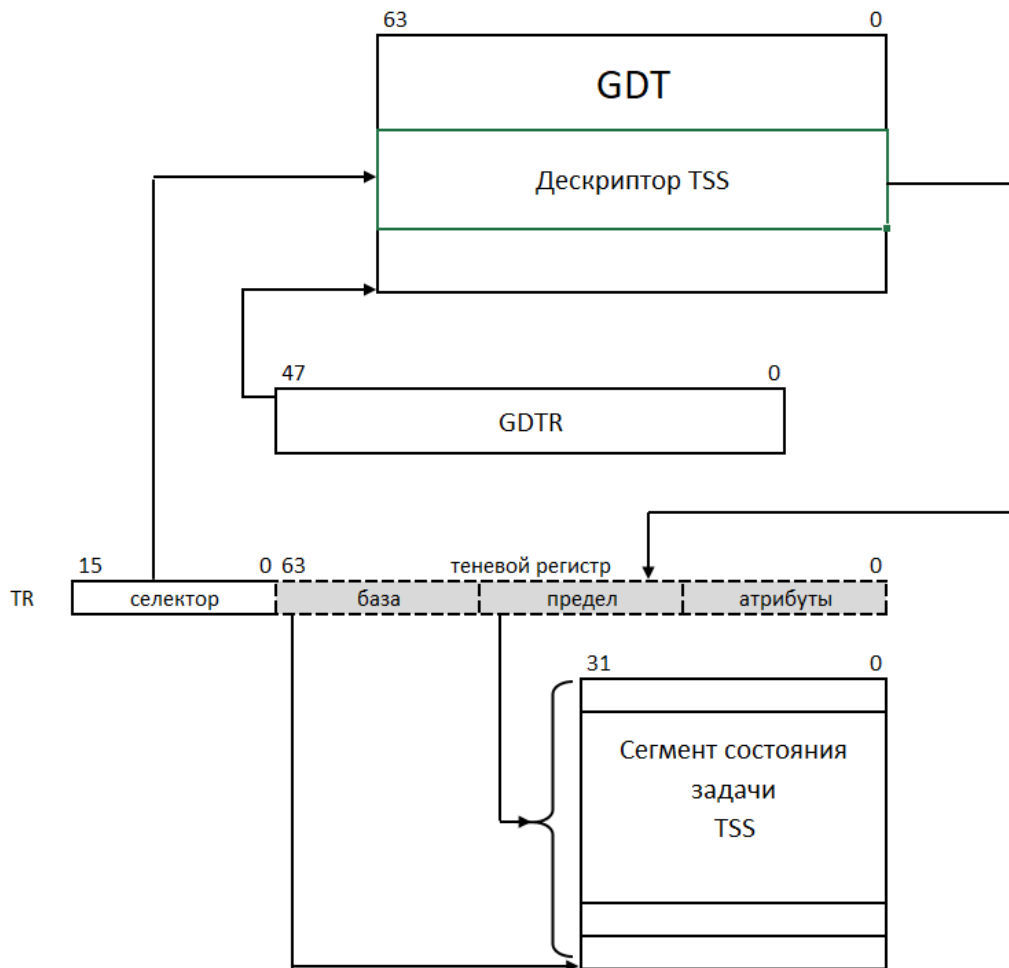 63 0
GDT
Дескриптор TSS
47 0
GDTR
15 0 63 теневой регистр 0
TR селектор база предел атрибуты
31 0
Сегмент состояния
задачи
TSS